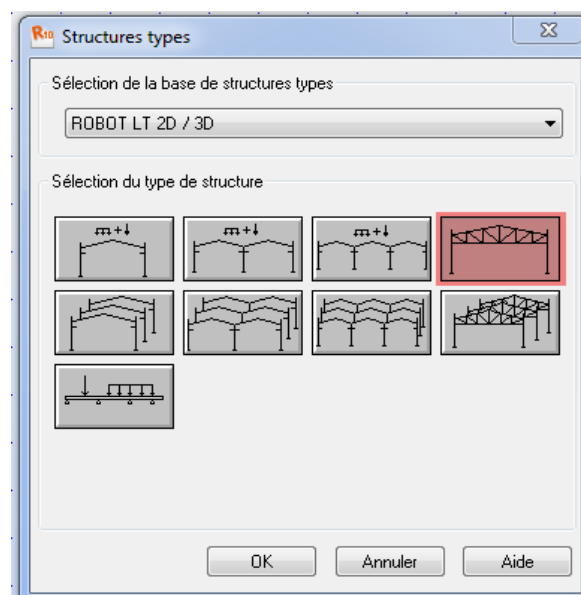 R10 Structures types
Sélection de la base de structures types
ROBOT LT 2D / 3D
Sélection du type de structure
OK Annuler Aide